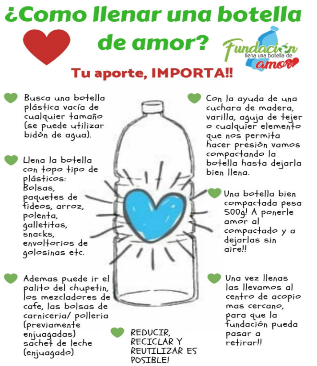 ¿Como llenar una botella
de amor?
Fundación
llena una botella de
amor
Tu aporte, IMPORTA!!
Busca una botella
plástica vacía de
cualquier tamaño
(se puede utilizar
bidón de agua).
Llena la botella
con topo tipo de
plásticos:
Bolsas,
paquetes de
fideos, arroz,
polenta,
galletitas,
snacks,
envoltorios de
golosinas etc.
Ademas puede ir el
palito del chupetin,
los mezcladores de
cafe, las bolsas de
carniceria/ polleria
(previamente
enjuagadas)
sachet de leche
(enjuagado)
Con la ayuda de una
cuchara de madera,
varilla, aguja de tejer
o cualquier elemento
que nos permita
hacer presión vamos
compactando la
botella hasta dejarla
bien llena.
Una botella bien
compactada pesa
500g! A ponerle
amor al
compactado y a
dejarlas sin
aire!!
Una vez llenas
las llevamos al
centro de acopio
mas cercano,
para que la
fundación pueda
pasar a
retirar!!
REDUCIR,
RECICLAR Y
REUTILIZAR ES
POSIBLE!